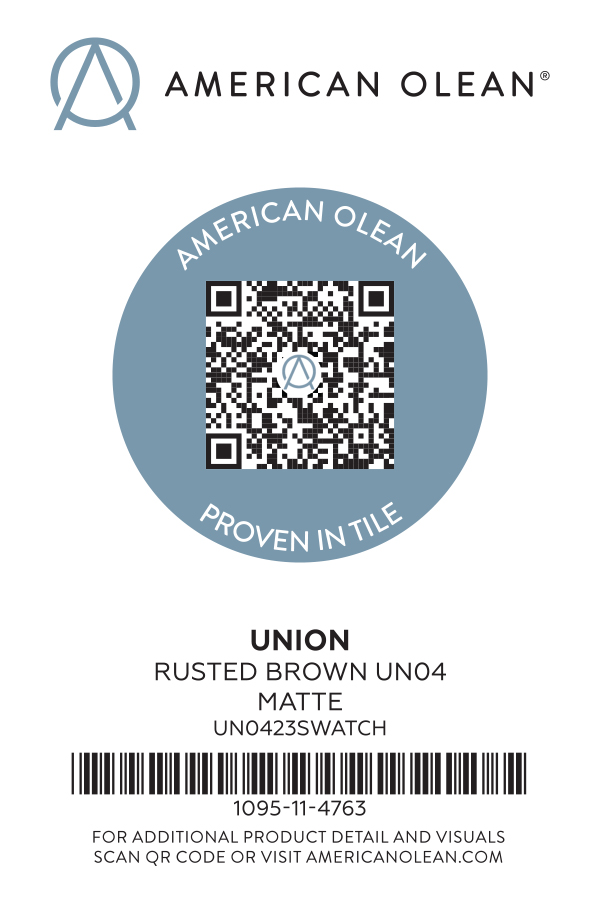 AMERICAN OLEAN®
AMERICAN OLEAN
PROVEN IN TILE
UNION
RUSTED BROWN UN04
MATTE
UN0423SWATCH
1095-11-4763
FOR ADDITIONAL PRODUCT DETAIL AND VISUALS
SCAN QR CODE OR VISIT AMERICANOLEAN.COM